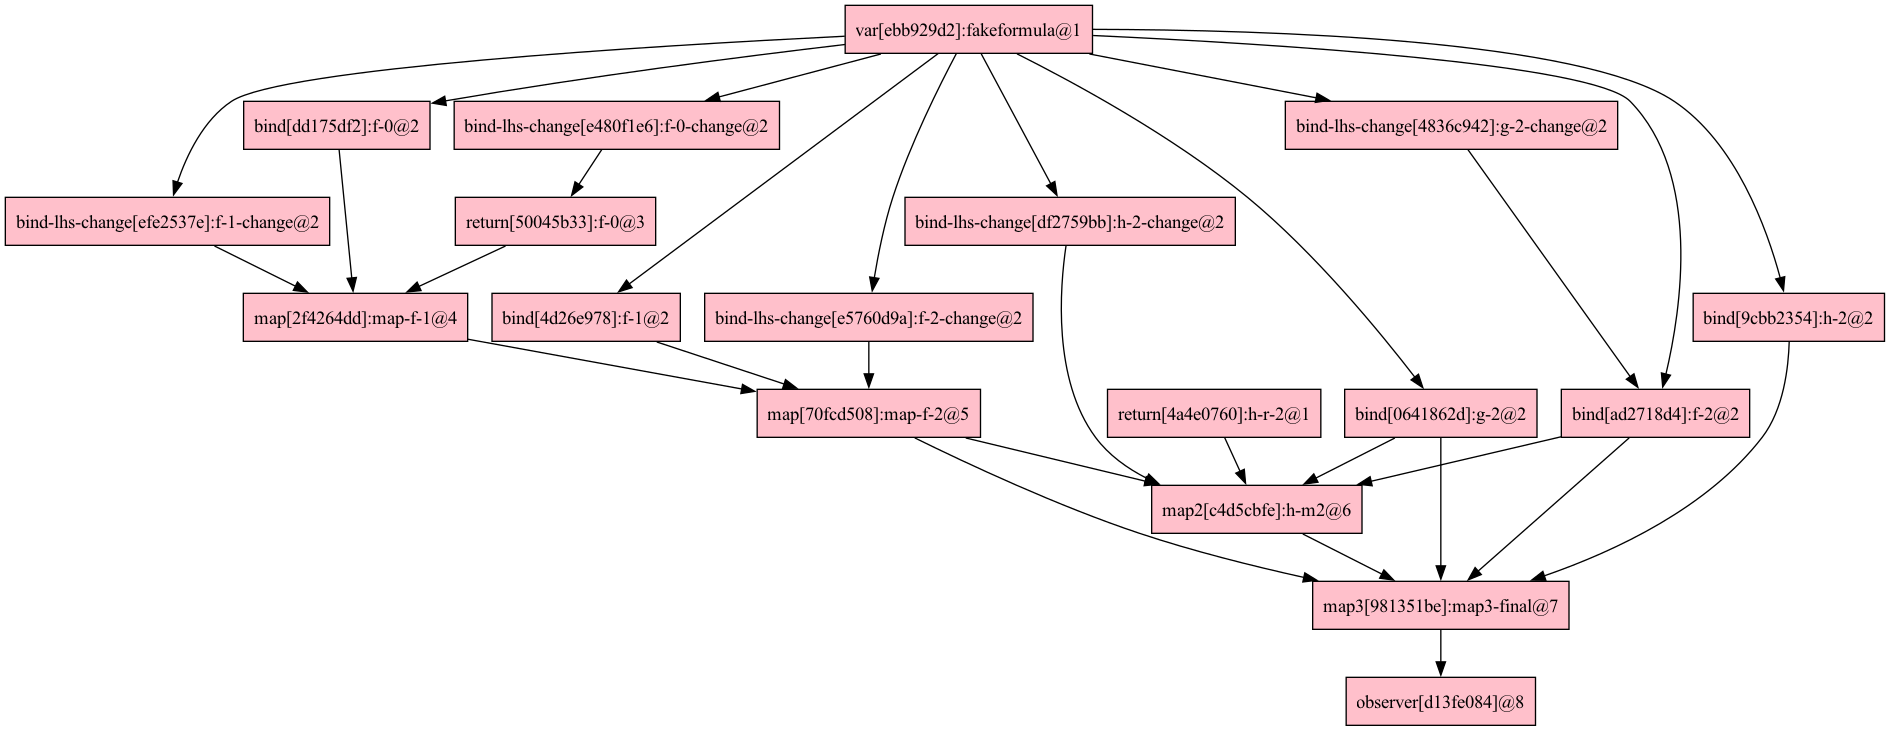 var[ebb929d2]:fakeformula@1
bind[dd175df2]:f-0@2
bind-lhs-change[e480f1e6]:f-0-change@2
bind-lhs-change[4836c942]:g-2-change@2
bind-lhs-change[efe2537e]:f-1-change@2
return[50045b33]:f-0@3
bind-lhs-change[df2759bb]:h-2-change@2
map[2f4264dd]:map-f-1@4
bind[4d26e978]:f-1@2
bind-lhs-change[e5760d9a]:f-2-change@2
bind[9cbb2354]:h-2@2
map[70fcd508]:map-f-2@5
return[4a4e0760]:h-r-2@1
bind[0641862d]:g-2@2
bind[ad2718d4]:f-2@2
map2[c4d5cbfe]:h-m2@6
map3[981351be]:map3-final@7
observer[d13fe084]@8